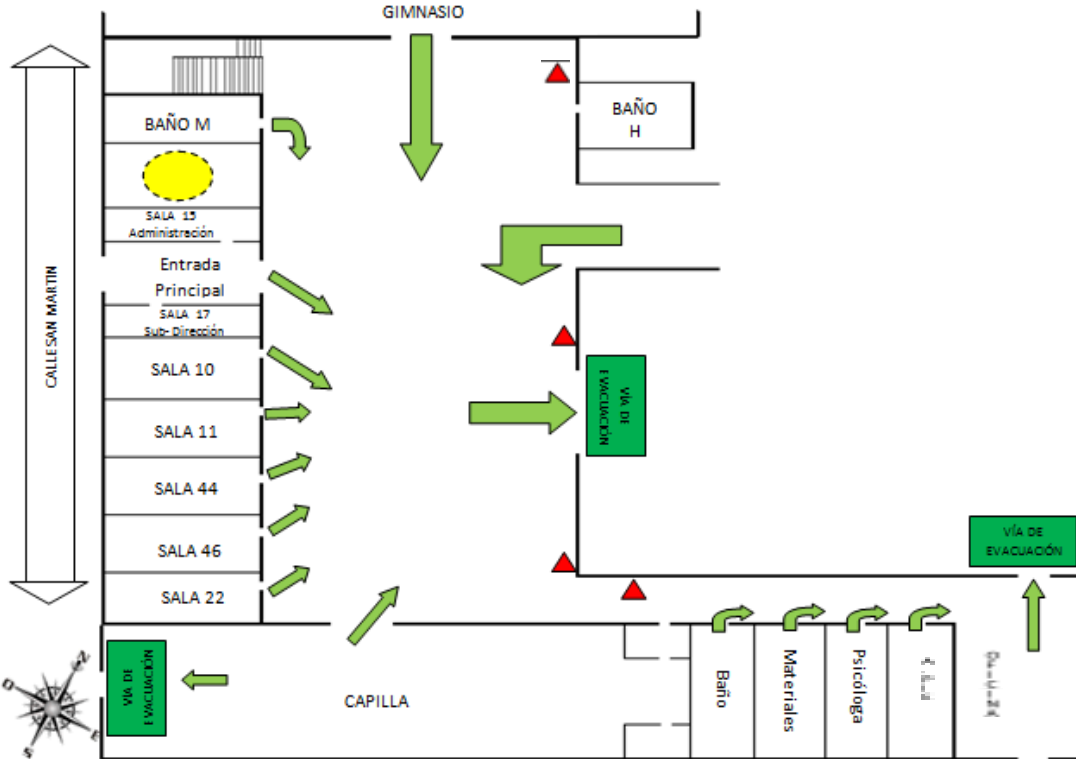 GIMNASIO
BAÑO M
BAÑO
H
SALA 15
Administración
Entrada
Principal
SALA 17
Sub- Dirección
SALA 10
SALA 11
SALA 44
SALA 46
SALA 22
CALLE SAN MARTIN
VÍA DE
EVACUACIÓN
VÍA DE
EVACUACIÓN
VÍA DE
EVACUACIÓN
CAPILLA
Baño
Materiales
Psicóloga
N
O
E
S